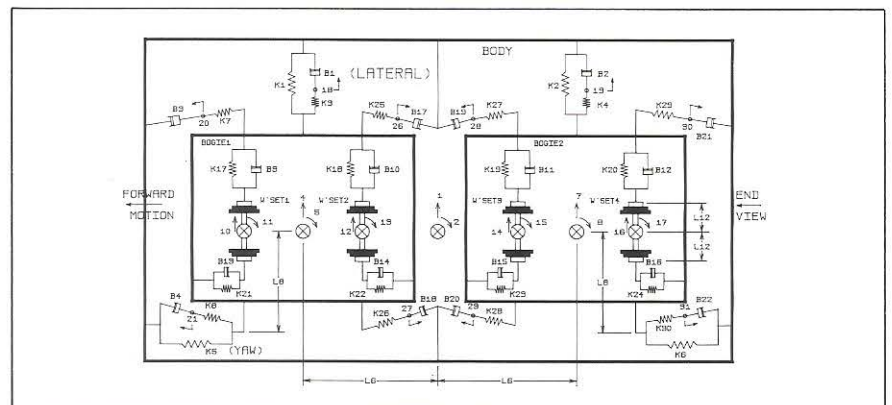 BODY
(LATERAL)
K1
B1
18
K3
K2
B2
19
K4
B3
20
K7
K25
26
B17
B19
28
K27
K29
30
B21
BOGIE1
BOGIE2
K17
B9
K18
B10
K19
B11
K20
B12
FORWARD
MOTION
W'SET1
W'SET2
W'SET3
W'SET4
END
VIEW
4
5
1
2
7
8
10
11
12
13
14
15
16
17
L12
L12
L8
L8
B13
K21
B14
K22
B15
K23
B16
K24
B4
21
K8
K5
(YAW)
K26
27
B18
B20
29
K28
K30
31
B22
K6
L6
L6